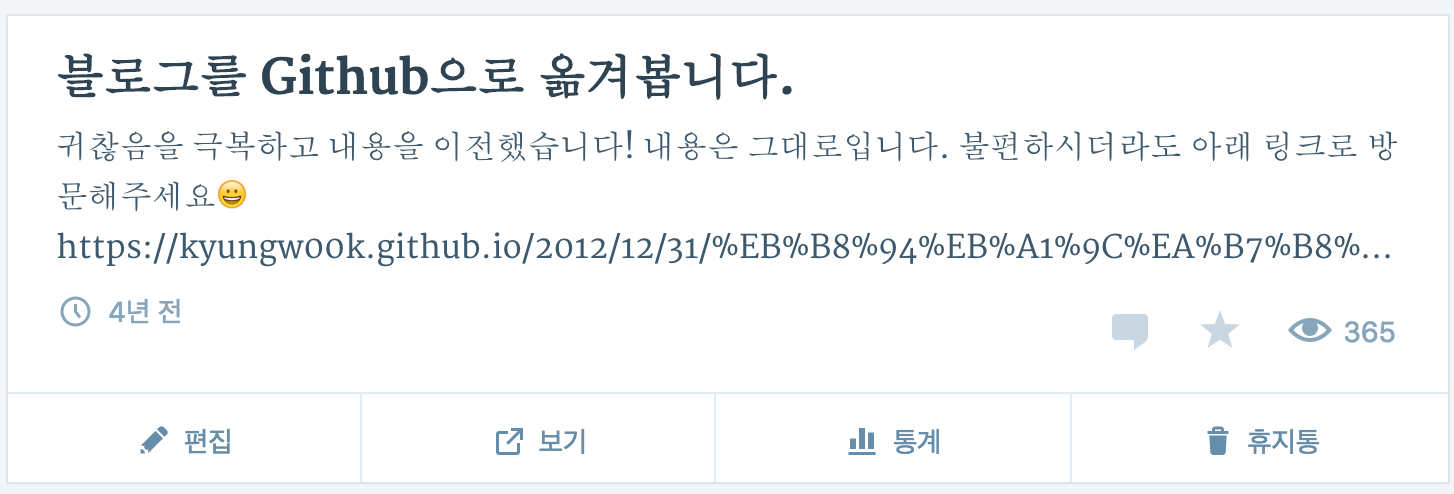 블로그를 Github으로 옮겨봅니다.
귀찮음을 극복하고 내용을 이전했습니다! 내용은 그대로입니다. 불편하시더라도 아래 링크로 방
문해주세요😀
https://kyungw00k.github.io/2012/12/31/%EB%B8%94%EB%A1%9C%EA%B7%B8%...
4년 전
365
편집
보기
통계
휴지통